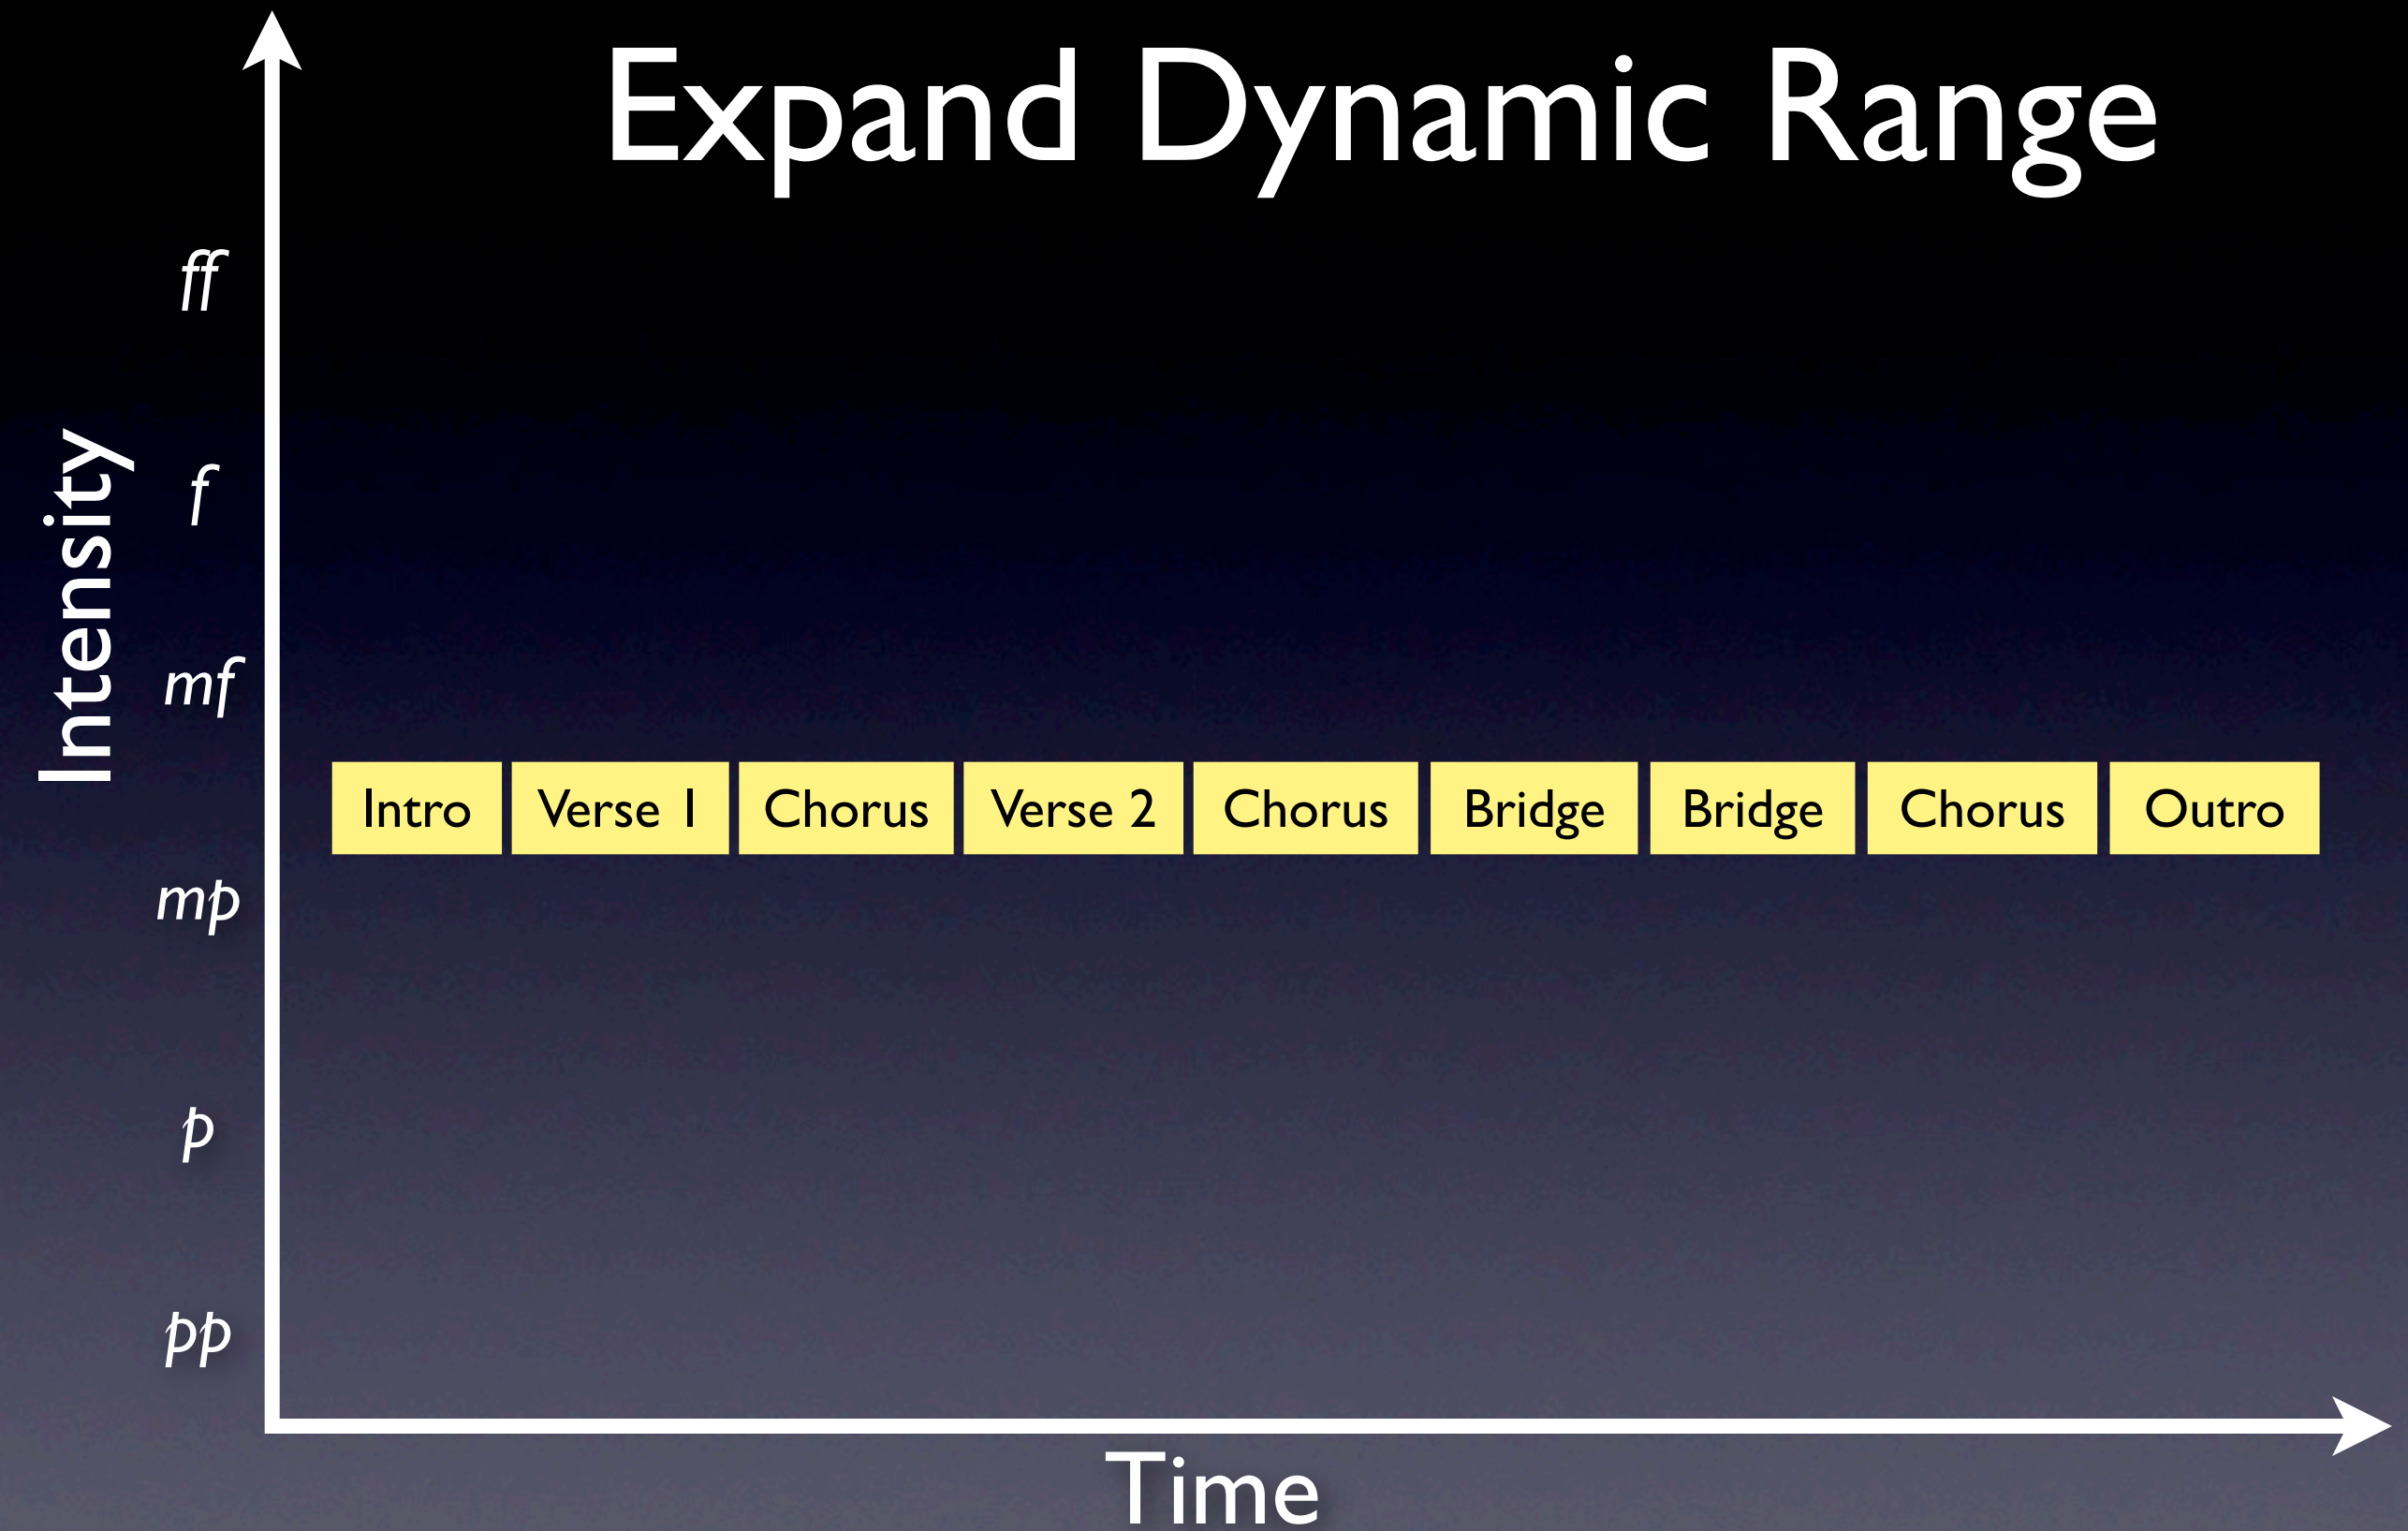 Expand Dynamic Range
ff
f
Intensity
mf
Intro Verse 1 Chorus Verse 2 Chorus Bridge Bridge Chorus Outro
mp
p
pp
Time